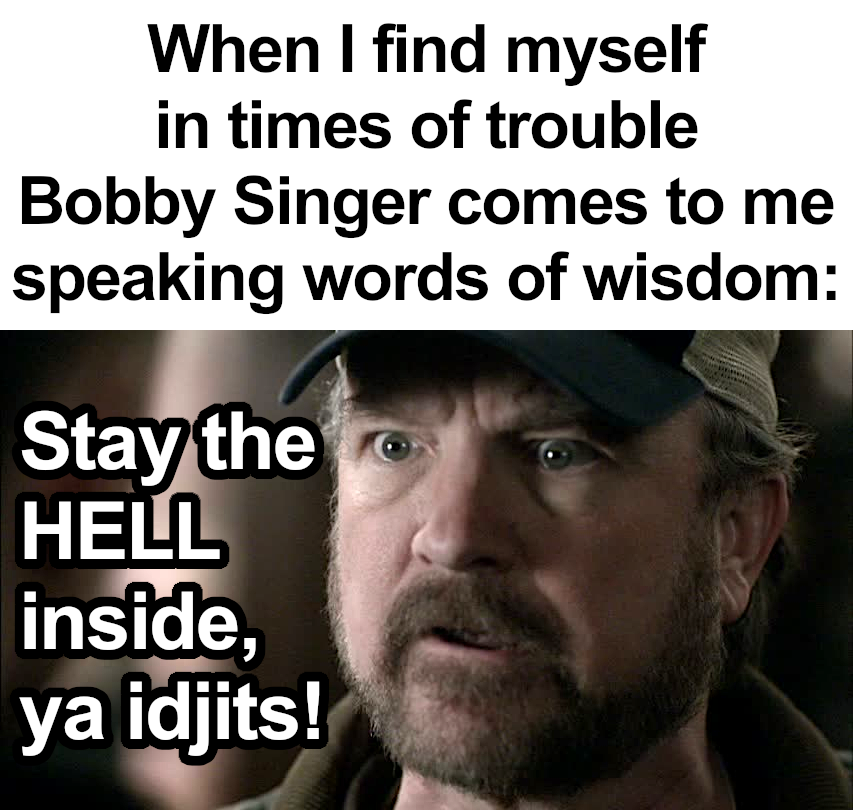 When I find myself
in times of trouble
Bobby Singer comes to me
speaking words of wisdom:
Stay the
HELL
inside,
ya idjits!